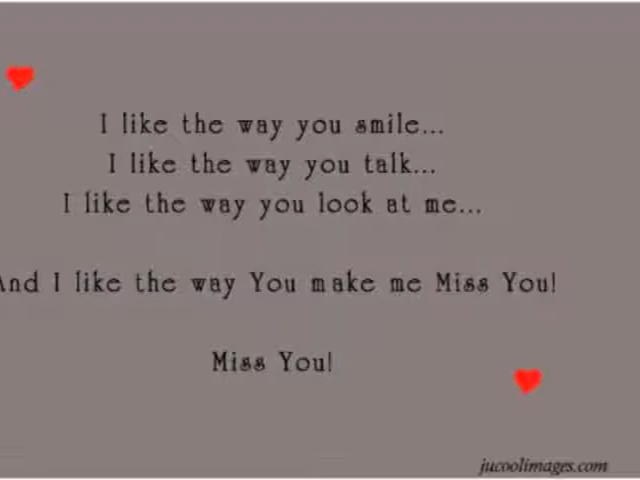 I like the way you smile...
I like the way you talk...
I like the way you look at me...
And I like the way You make me Miss You!
Miss You!
jucoolimages.com